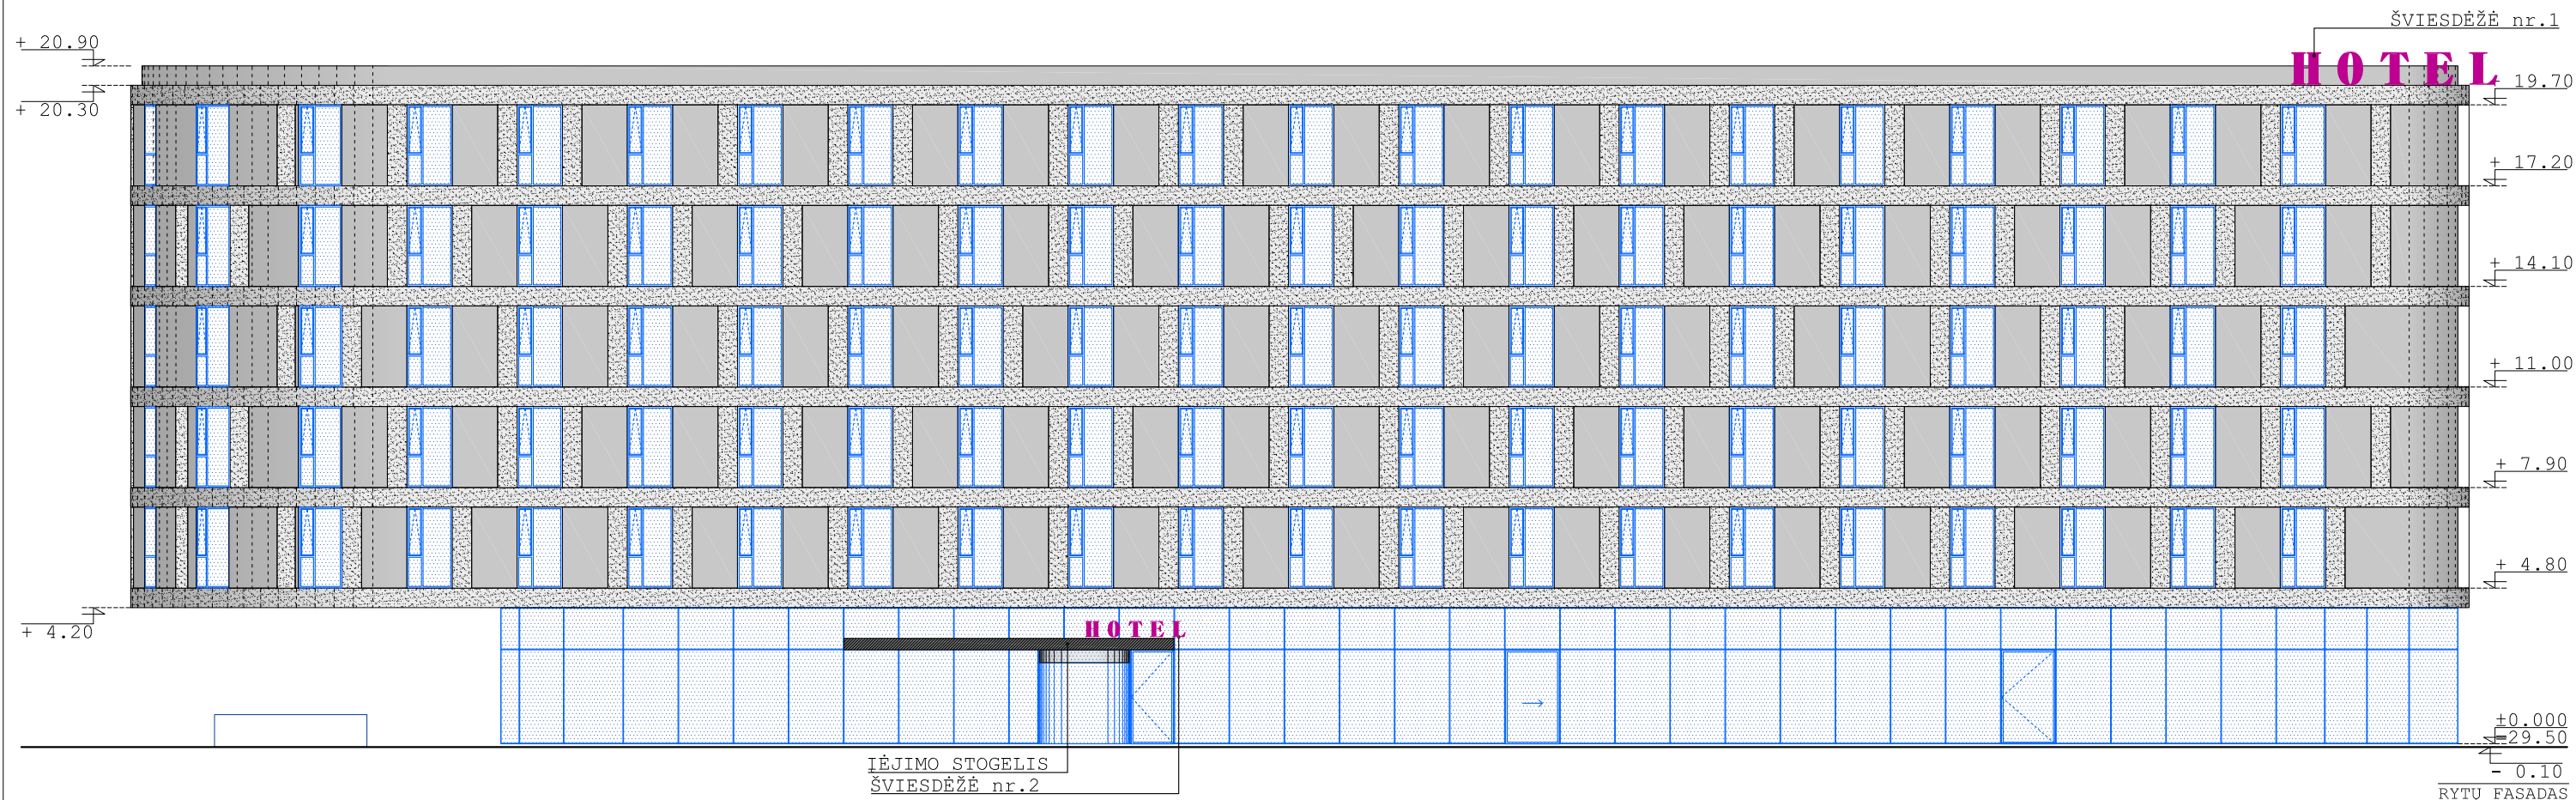 ŠVIESDĖŽĖ nr.1
+ 20.90
HOTEL
19.70
+ 20.30
+ 17.20
+ 14.10
+ 11.00
+ 7.90
+ 4.80
+ 4.20
HOTEL
±0.000
=29.50
ĮĖJIMO STOGELIS
ŠVIESDĖŽĖ nr.2
- 0.10
RYTŲ FASADAS